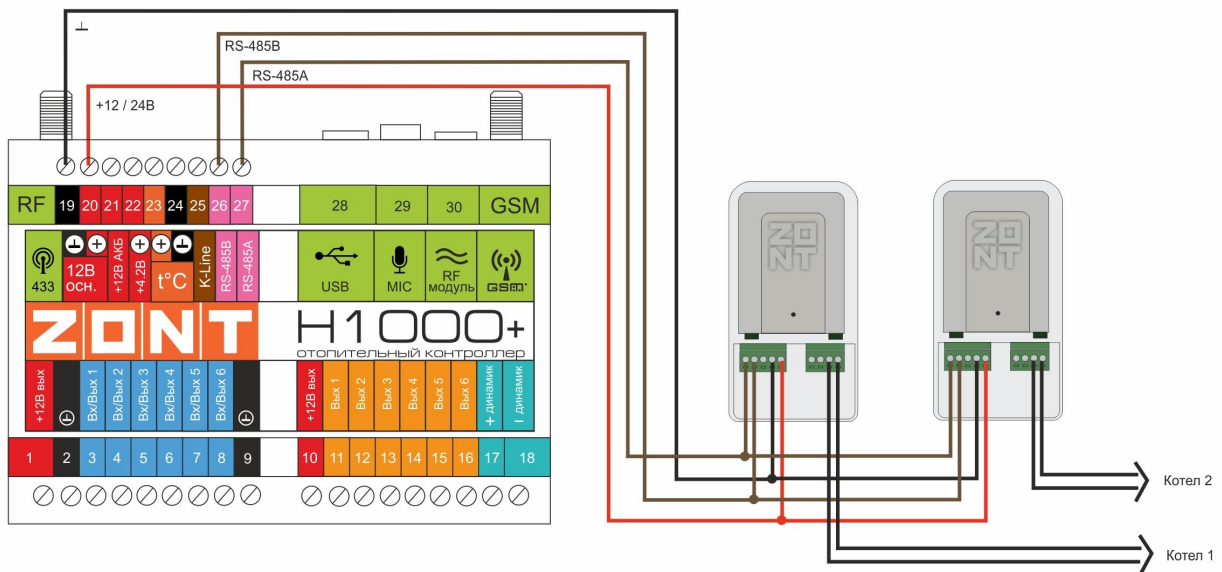 ⊥
RS-485B
RS-485A
+12 / 24В
RF 19 20 21 22 23 24 25 26 27 28 29 30 GSM
433
12В
осн.
+12В АКБ
+4.2В
t°C
K-Line
RS-485B
RS-485A
USB
MIC
RF
модуль
GSM
ZONT
H1000+
отопительный контроллер
+12В вых
Вх/Вых 1
Вх/Вых 2
Вх/Вых 3
Вх/Вых 4
Вх/Вых 5
Вх/Вых 6
+12В вых
Вых 1
Вых 2
Вых 3
Вых 4
Вых 5
Вых 6
+ динамик
– динамик
1 2 3 4 5 6 7 8 9 10 11 12 13 14 15 16 17 18
ZO
NT
ZO
NT
Котел 2
Котел 1